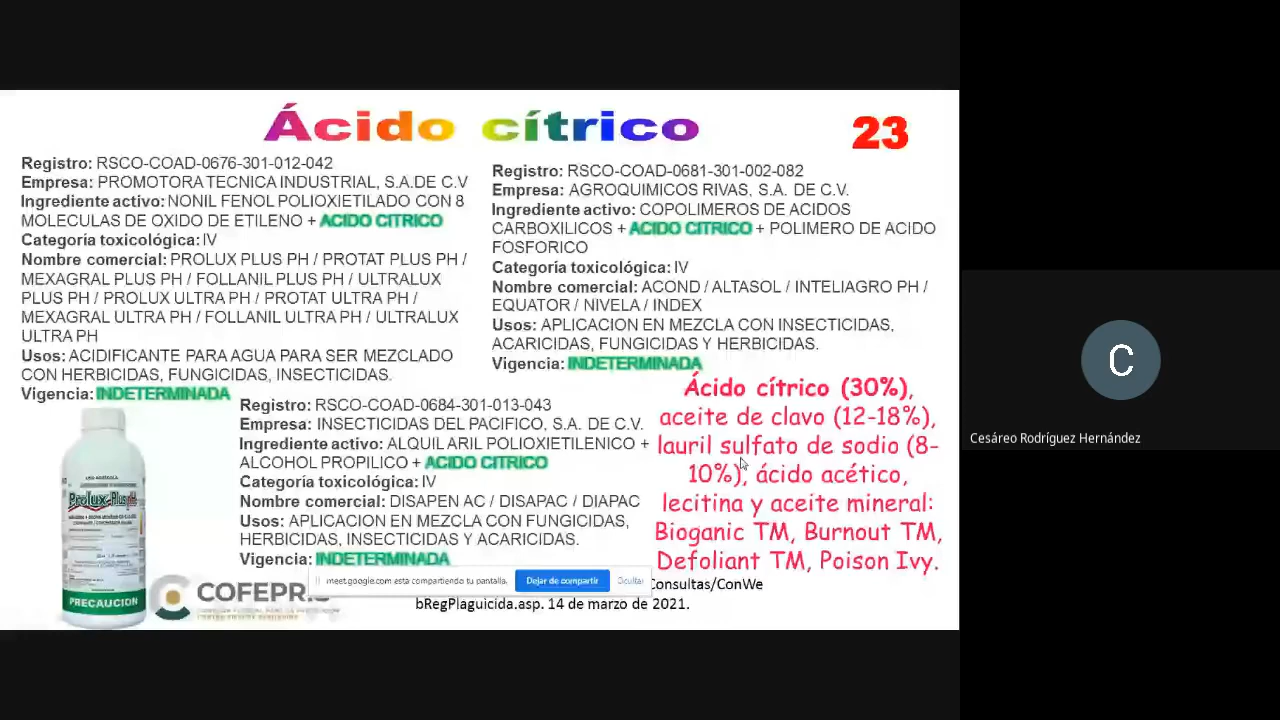 Ácido cítrico
23
Registro: RSCO-COAD-0676-301-012-042
Empresa: PROMOTORA TECNICA INDUSTRIAL, S.A.DE C.V
Ingrediente activo: NONIL FENOL POLIOXIETILADO CON 8
MOLECULAS DE OXIDO DE ETILENO + ACIDO CITRICO
Categoría toxicológica: IV
Nombre comercial: PROLUX PLUS PH / PROTAT PLUS PH /
MEXAGRAL PLUS PH / FOLLANIL PLUS PH / ULTRALUX
PLUS PH / PROLUX ULTRA PH / PROTAT ULTRA PH /
MEXAGRAL ULTRA PH / FOLLANIL ULTRA PH / ULTRALUX
ULTRA PH
Usos: ACIDIFICANTE PARA AGUA PARA SER MEZCLADO
CON HERBICIDAS, FUNGICIDAS, INSECTICIDAS.
Vigencia: INDETERMINADA
Registro: RSCO-COAD-0681-301-002-082
Empresa: AGROQUIMICOS RIVAS, S.A. DE C.V.
Ingrediente activo: COPOLIMEROS DE ACIDOS
CARBOXILICOS + ACIDO CITRICO + POLIMERO DE ACIDO
FOSFORICO
Categoría toxicológica: IV
Nombre comercial: ACOND / ALTASOL / INTELIAGRO PH /
EQUATOR / NIVELA / INDEX
Usos: APLICACION EN MEZCLA CON INSECTICIDAS,
ACARICIDAS, FUNGICIDAS Y HERBICIDAS.
Vigencia: INDETERMINADA
Registro: RSCO-COAD-0684-301-013-043
Empresa: INSECTICIDAS DEL PACIFICO, S.A. DE C.V.
Ingrediente activo: ALQUIL ARIL POLIOXIETILENICO +
ALCOHOL PROPILICO + ACIDO CITRICO
Categoría toxicológica: IV
Nombre comercial: DISAPEN AC / DISAPAC / DIAPAC
Usos: APLICACION EN MEZCLA CON FUNGICIDAS,
HERBICIDAS, INSECTICIDAS Y ACARICIDAS.
Vigencia: INDETERMINADA
Ácido cítrico (30%),
aceite de clavo (12-18%),
lauril sulfato de sodio (8-
10%), ácido acético,
lecitina y aceite mineral:
Bioganic TM, Burnout TM,
Defoliant TM, Poison Ivy.
Prolux-Plus pH
PRECAUCION
COFEPRIS
meet.google.com está compartiendo tu pantalla.
Dejar de compartir
Ocultar
Consultas/ConWe
bRegPlaguicida.asp. 14 de marzo de 2021.
C
Cesáreo Rodríguez Hernández